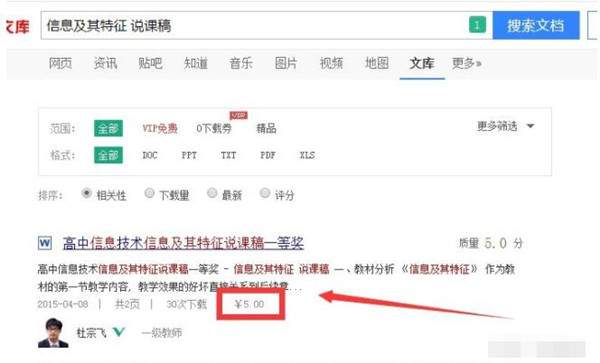 文库 信息及其特征 说课稿 1 搜索文档
网页 资讯 贴吧 知道 音乐 图片 视频 地图 文库 更多»
VIP
范围: 全部 VIP免费 0下载券 精品 更多筛选
格式: 全部 DOC PPT TXT PDF XLS
排序: 相关性 下载量 最新 评分
W 高中信息技术信息及其特征说课稿一等奖 质量 5.0 分
高中信息技术信息及其特征说课稿一等奖 - 信息及其特征 说课稿 一、教材分析 《信息及其特征》 作为教
材的第一节教学内容，教学效果的好坏直接关系到后续章...
2015-04-08 | 共2页 | 30次下载 | ￥5.00
杜宗飞 一级教师